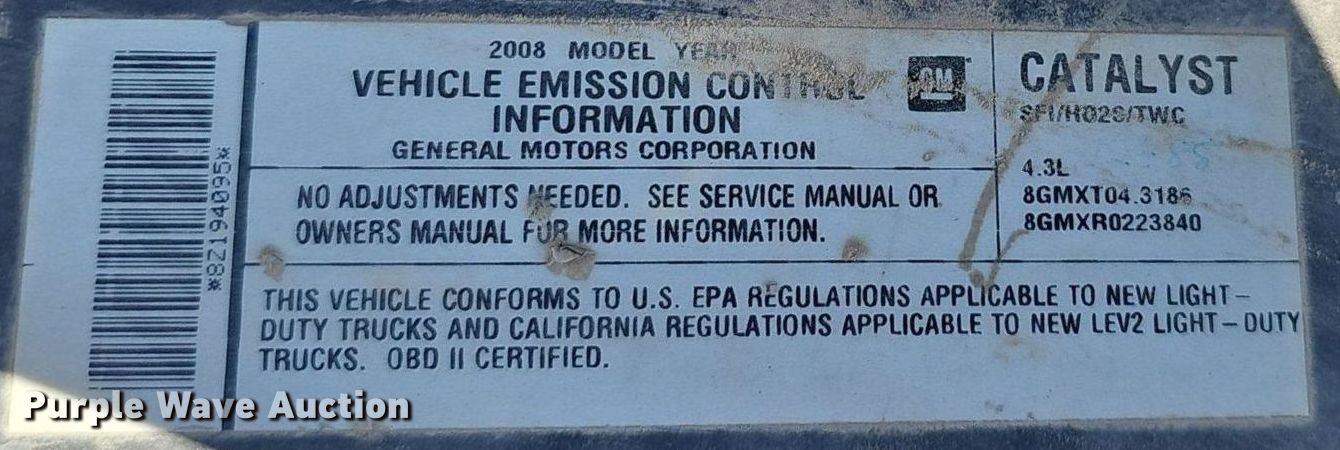 *8Z194095*
2008 MODEL YEAR
VEHICLE EMISSION CONTROL
INFORMATION
GENERAL MOTORS CORPORATION
GM
NO ADJUSTMENTS NEEDED. SEE SERVICE MANUAL OR
OWNERS MANUAL FOR MORE INFORMATION.
CATALYST
SFI/HO2S/TWC
4.3L
8GMXT04.3186
8GMXR0223840
THIS VEHICLE CONFORMS TO U.S. EPA REGULATIONS APPLICABLE TO NEW LIGHT-
DUTY TRUCKS AND CALIFORNIA REGULATIONS APPLICABLE TO NEW LEV2 LIGHT-DUTY
TRUCKS. OBD II CERTIFIED.
Purple Wave Auction